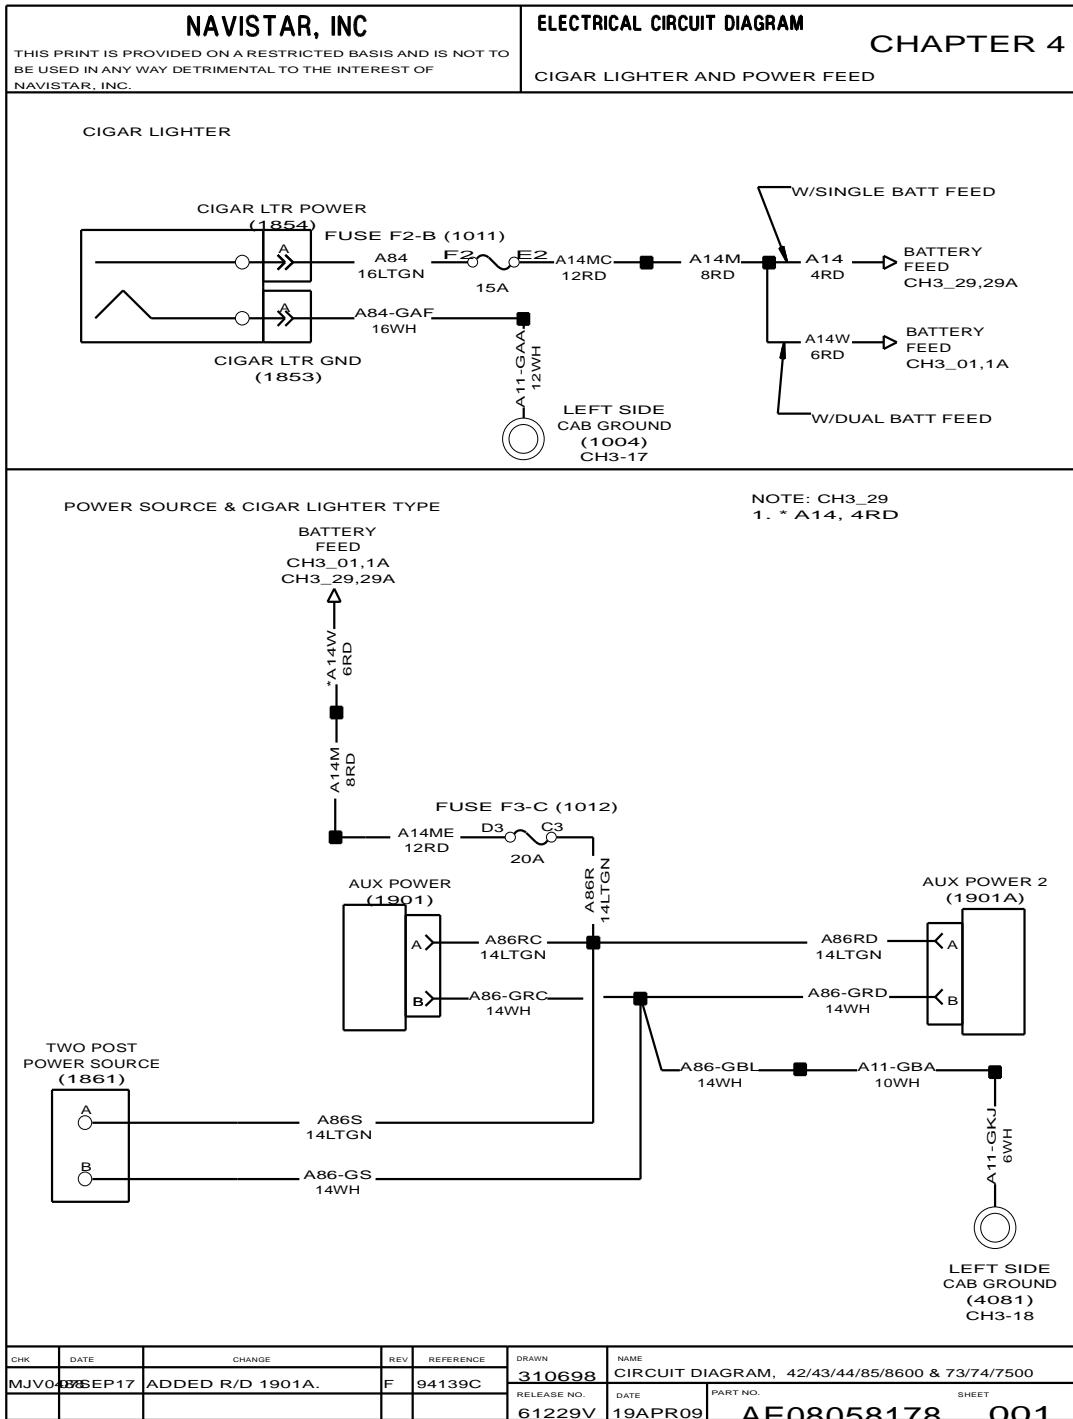 NAVISTAR, INC
THIS PRINT IS PROVIDED ON A RESTRICTED BASIS AND IS NOT TO
BE USED IN ANY WAY DETRIMENTAL TO THE INTEREST OF
NAVISTAR, INC.
ELECTRICAL CIRCUIT DIAGRAM
CHAPTER 4
CIGAR LIGHTER AND POWER FEED
CIGAR LIGHTER
W/SINGLE BATT FEED
CIGAR LTR POWER
(1854)
FUSE F2-B (1011)
A
A84
16LTGN
F2
E2
15A
A14MC
12RD
A14M
8RD
A14
4RD
BATTERY
FEED
CH3_29,29A
A
A84-GAF
16WH
A14W
6RD
BATTERY
FEED
CH3_01,1A
CIGAR LTR GND
(1853)
A11-GAA
12WH
LEFT SIDE
CAB GROUND
(1004)
CH3-17
W/DUAL BATT FEED
POWER SOURCE & CIGAR LIGHTER TYPE
NOTE: CH3_29
1. * A14, 4RD
BATTERY
FEED
CH3_01,1A
CH3_29,29A
*A14W
6RD
A14M
8RD
FUSE F3-C (1012)
A14ME
12RD
D3
C3
20A
A86R
14LTGN
AUX POWER
(1901)
AUX POWER 2
(1901A)
A
A86RC
14LTGN
A86RD
14LTGN
A
B
A86-GRC
14WH
A86-GRD
14WH
B
TWO POST
POWER SOURCE
(1861)
A86-GBL
14WH
A11-GBA
10WH
A
A86S
14LTGN
A11-GKJ
6WH
B
A86-GS
14WH
LEFT SIDE
CAB GROUND
(4081)
CH3-18
CHK
DATE
CHANGE
REV
REFERENCE
DRAWN
NAME
ADDED R/D 1901A.
F
94139C
310698
CIRCUIT DIAGRAM, 42/43/44/85/8600 & 73/74/7500
RELEASE NO.
DATE
PART NO.
SHEET
61229V
19APR09
AE08058178
001